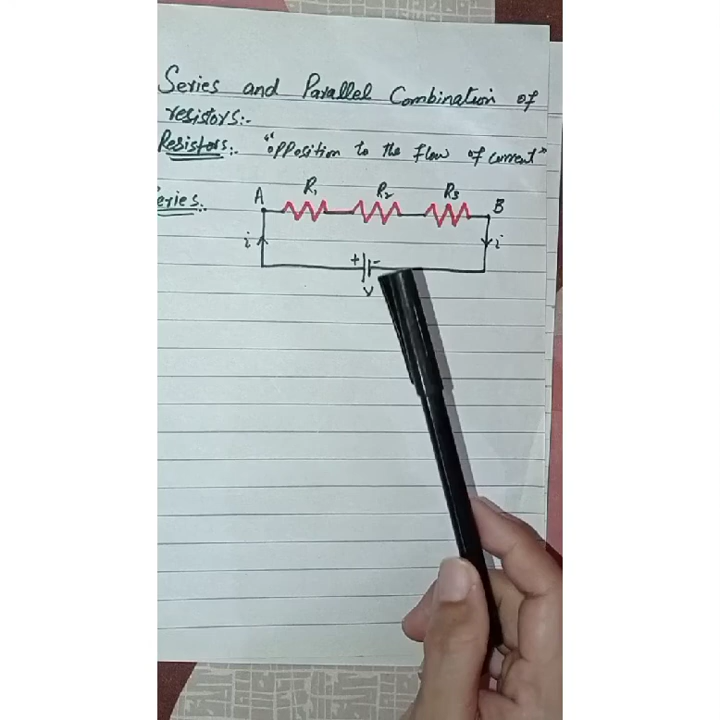 Series and Parallel Combination of
resistors:-
Resistors:- "opposition to the flow of current"
eries:-
A R1 R2 R3 B
i i
+ -
V